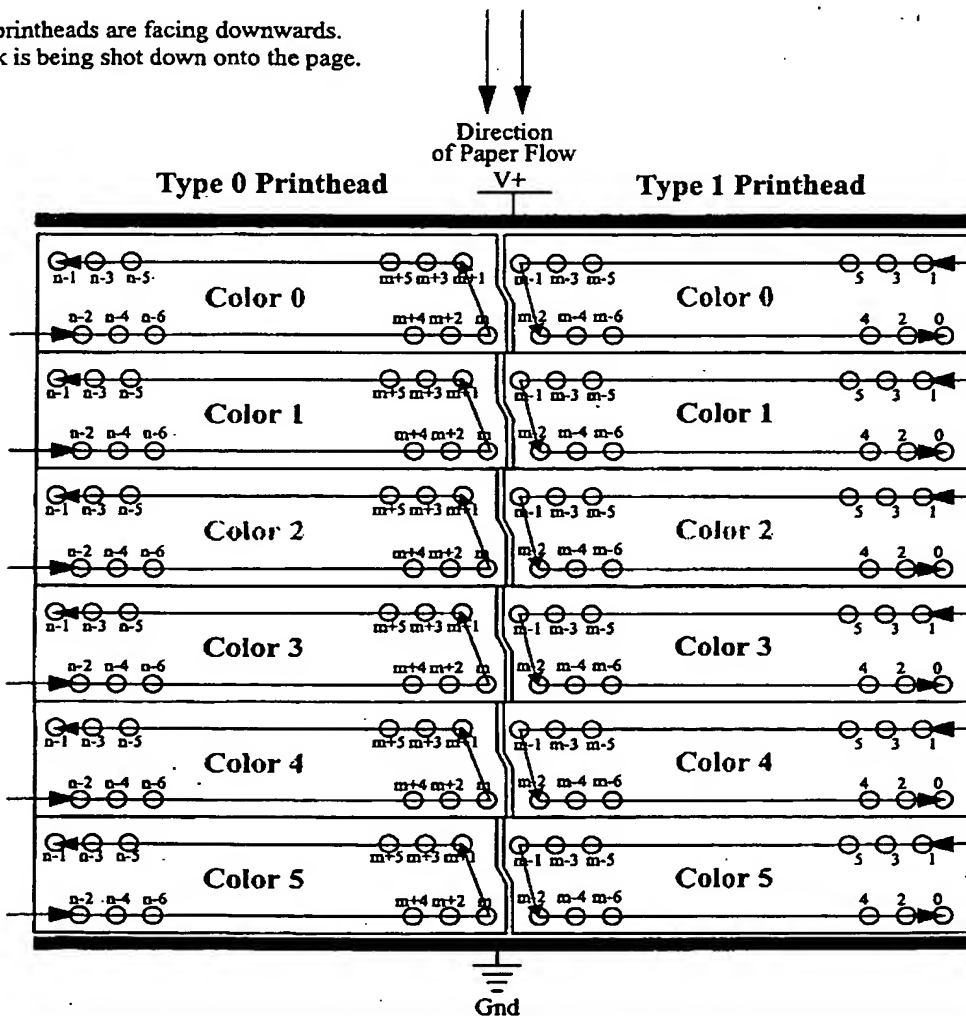 printheads are facing downwards.
k is being shot down onto the page.
Direction
of Paper Flow
V+
Type 0 Printhead
Type 1 Printhead
n-1 n-3 n-5 m+5 m+3 m+1 m-1 m-3 m-5 5 3 1
Color 0 Color 0
n-2 n-4 n-6 m+4 m+2 m m-2 m-4 m-6 4 2 0
n-1 n-3 n-5 m+5 m+3 m+1 m-1 m-3 m-5 5 3 1
Color 1 Color 1
n-2 n-4 n-6 m+4 m+2 m m-2 m-4 m-6 4 2 0
n-1 n-3 n-5 m+5 m+3 m+1 m-1 m-3 m-5 5 3 1
Color 2 Color 2
n-2 n-4 n-6 m+4 m+2 m m-2 m-4 m-6 4 2 0
n-1 n-3 n-5 m+5 m+3 m+1 m-1 m-3 m-5 5 3 1
Color 3 Color 3
n-2 n-4 n-6 m+4 m+2 m m-2 m-4 m-6 4 2 0
n-1 n-3 n-5 m+5 m+3 m+1 m-1 m-3 m-5 5 3 1
Color 4 Color 4
n-2 n-4 n-6 m+4 m+2 m m-2 m-4 m-6 4 2 0
n-1 n-3 n-5 m+5 m+3 m+1 m-1 m-3 m-5 5 3 1
Color 5 Color 5
n-2 n-4 n-6 m+4 m+2 m m-2 m-4 m-6 4 2 0
Gnd